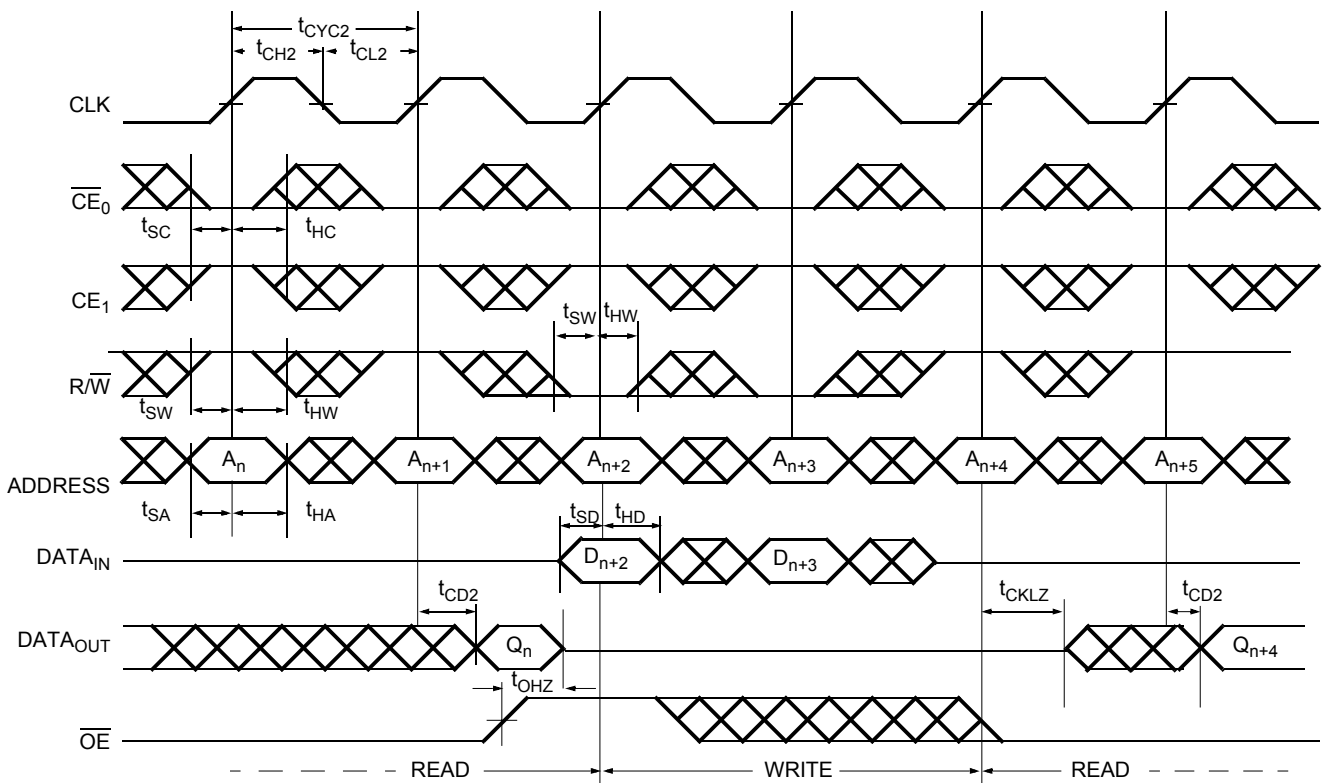 tCYC2
tCH2 tCL2
CLK
CE0
tSC tHC
CE1
tSW tHW
R/W
tSW tHW
An An+1 An+2 An+3 An+4 An+5
ADDRESS
tSA tHA
tSD tHD
DATAIN Dn+2 Dn+3
tCD2 tCKLZ tCD2
DATAOUT Qn Qn+4
tOHZ
OE
READ WRITE READ